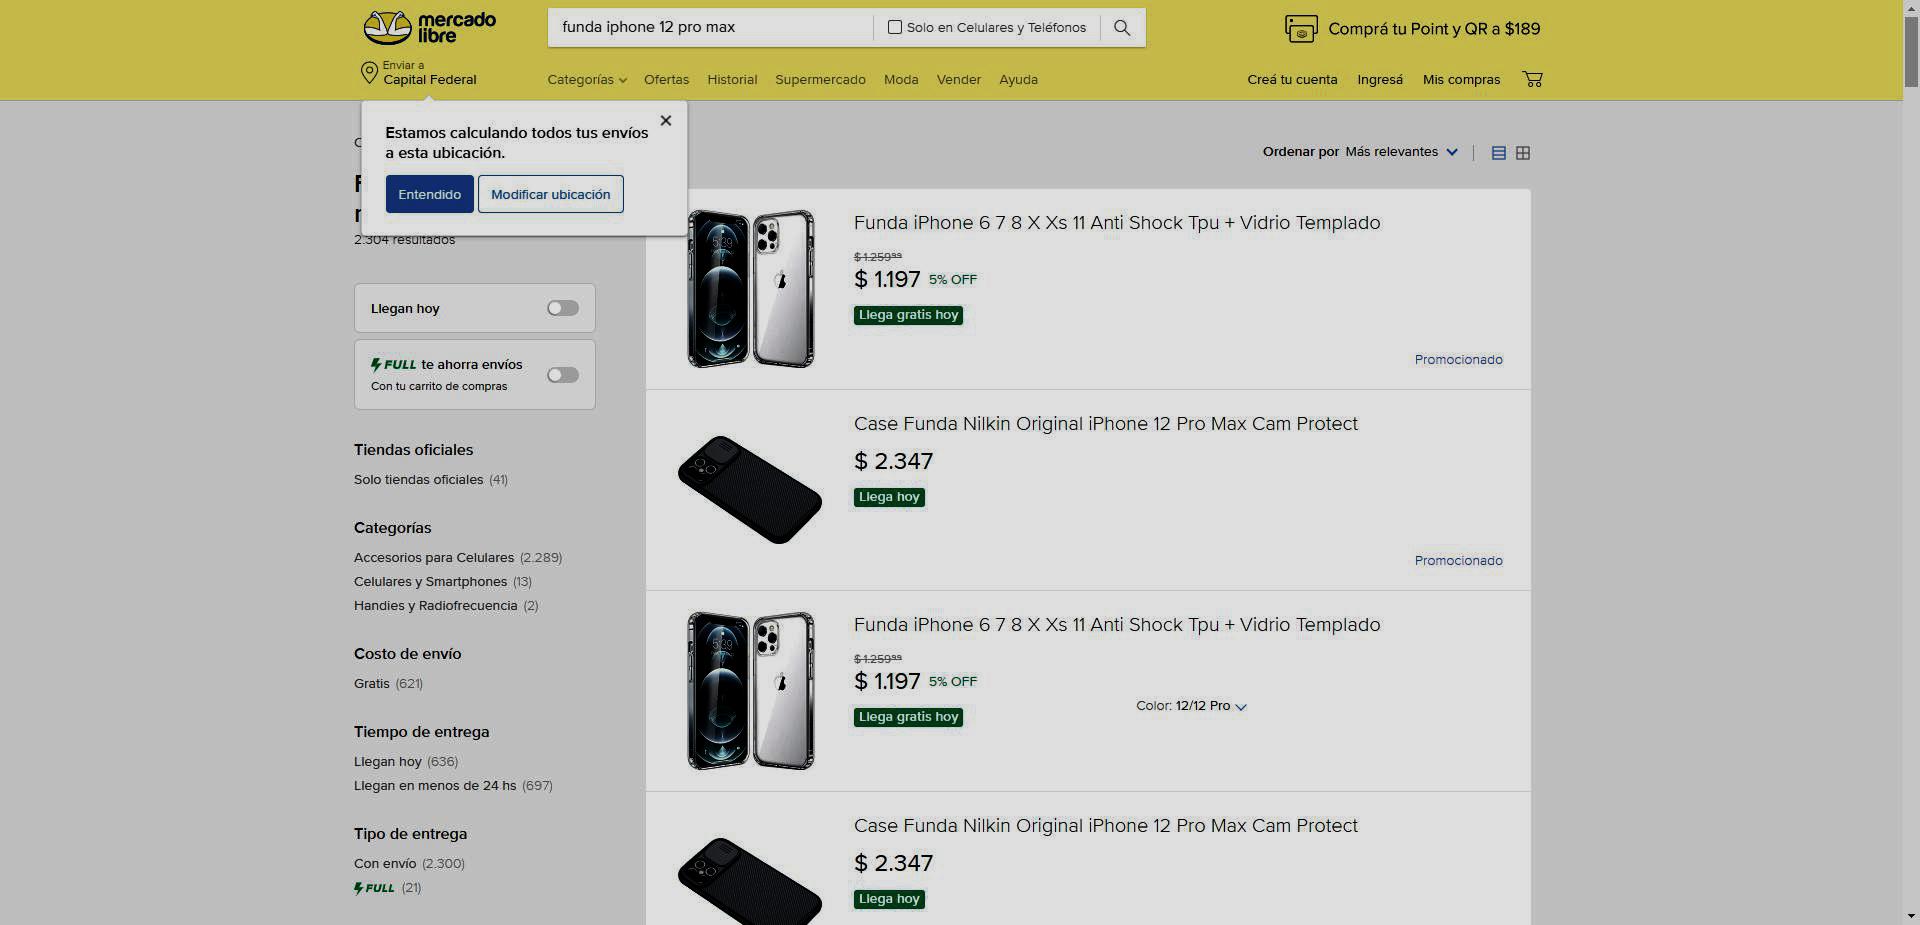 mercado
libre
funda iphone 12 pro max
Solo en Celulares y Teléfonos
Comprá tu Point y QR a $189
Enviar a
Capital Federal
Categorías
Ofertas
Historial
Supermercado
Moda
Vender
Ayuda
Creá tu cuenta
Ingresá
Mis compras
Estamos calculando todos tus envíos
a esta ubicación.
Entendido
Modificar ubicación
Ordenar por Más relevantes
2.304 resultados
Llegan hoy
FULL te ahorra envíos
Con tu carrito de compras
Tiendas oficiales
Solo tiendas oficiales (41)
Categorías
Accesorios para Celulares (2.289)
Celulares y Smartphones (13)
Handies y Radiofrecuencia (2)
Costo de envío
Gratis (621)
Tiempo de entrega
Llegan hoy (636)
Llegan en menos de 24 hs (697)
Tipo de entrega
Con envío (2.300)
FULL (21)
Funda iPhone 6 7 8 X Xs 11 Anti Shock Tpu + Vidrio Templado
$ 1.259⁹⁹
$ 1.197 5% OFF
Llega gratis hoy
Promocionado
Case Funda Nilkin Original iPhone 12 Pro Max Cam Protect
$ 2.347
Llega hoy
Promocionado
Funda iPhone 6 7 8 X Xs 11 Anti Shock Tpu + Vidrio Templado
$ 1.259⁹⁹
$ 1.197 5% OFF
Color: 12/12 Pro
Llega gratis hoy
Case Funda Nilkin Original iPhone 12 Pro Max Cam Protect
$ 2.347
Llega hoy